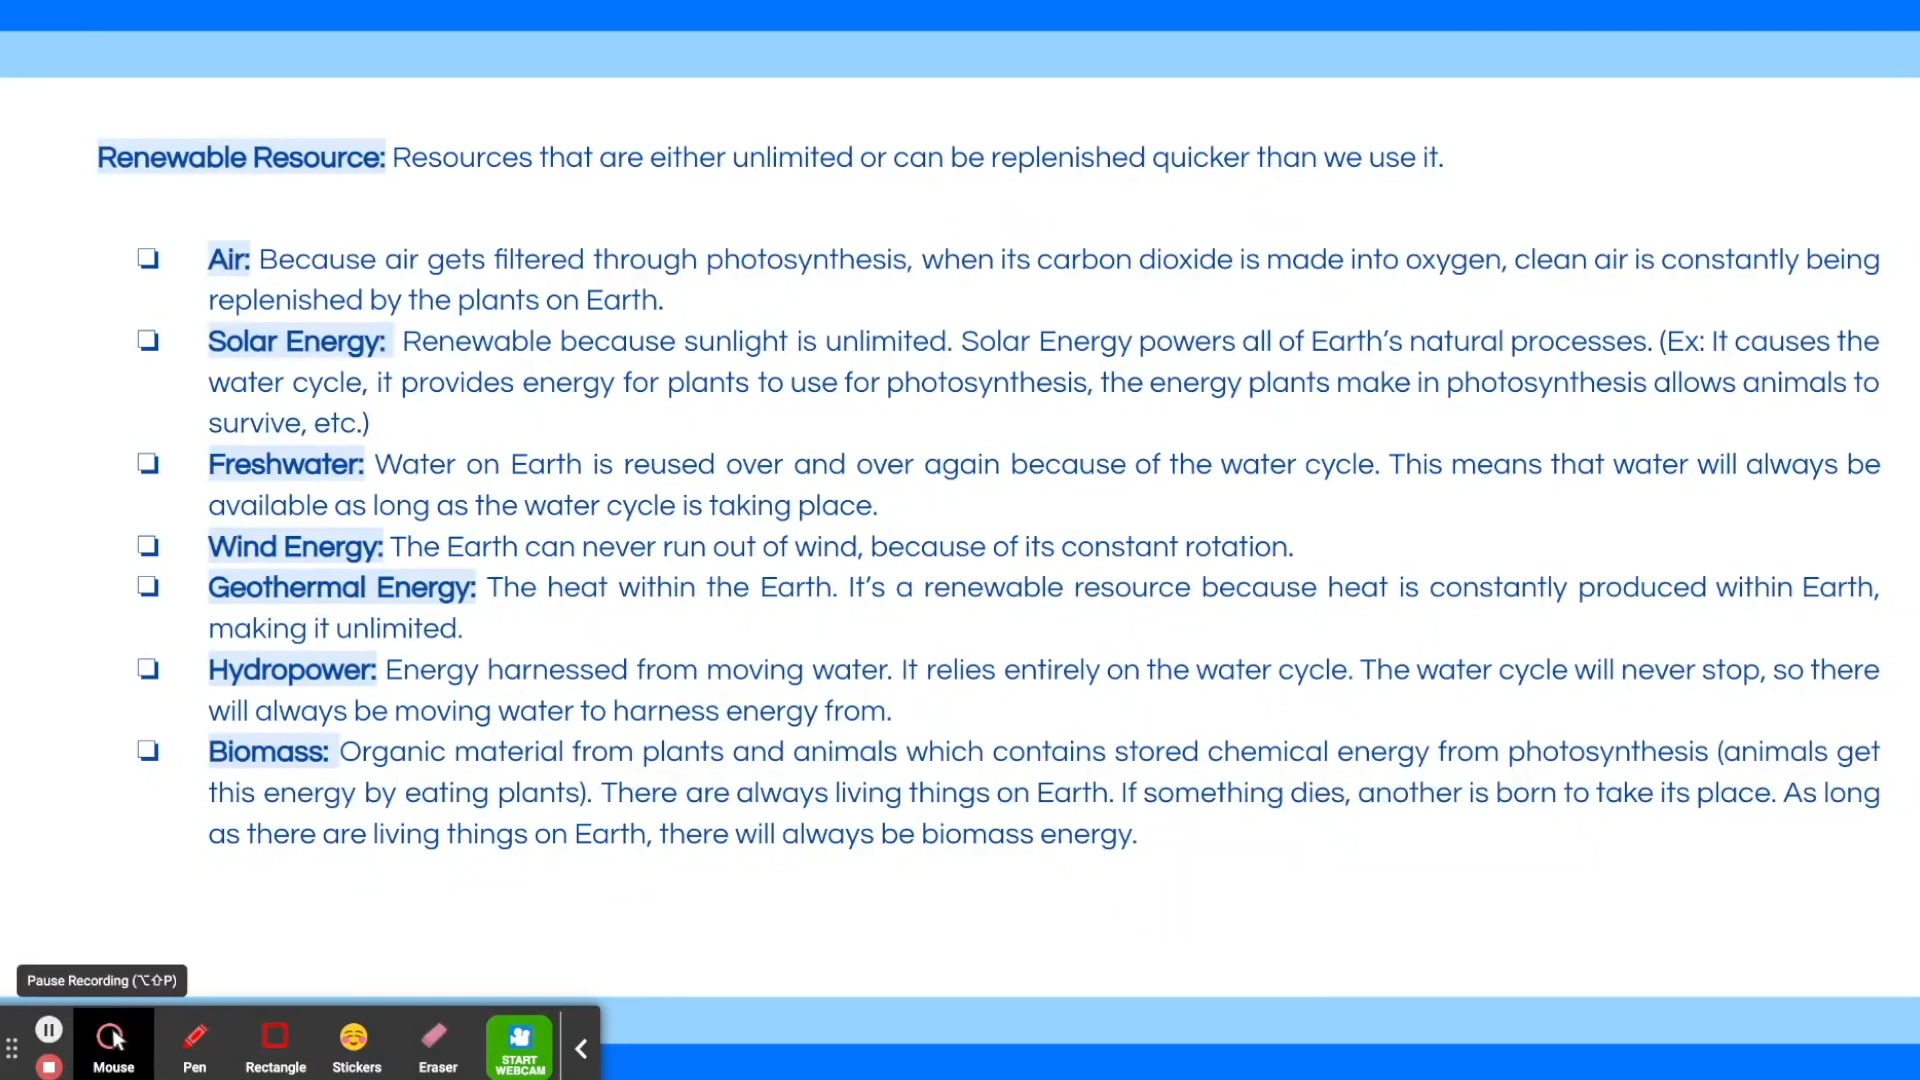 Renewable Resource: Resources that are either unlimited or can be replenished quicker than we use it.
❏ Air: Because air gets filtered through photosynthesis, when its carbon dioxide is made into oxygen, clean air is constantly being
replenished by the plants on Earth.
❏ Solar Energy: Renewable because sunlight is unlimited. Solar Energy powers all of Earth’s natural processes. (Ex: It causes the
water cycle, it provides energy for plants to use for photosynthesis, the energy plants make in photosynthesis allows animals to
survive, etc.)
❏ Freshwater: Water on Earth is reused over and over again because of the water cycle. This means that water will always be
available as long as the water cycle is taking place.
❏ Wind Energy: The Earth can never run out of wind, because of its constant rotation.
❏ Geothermal Energy: The heat within the Earth. It’s a renewable resource because heat is constantly produced within Earth,
making it unlimited.
❏ Hydropower: Energy harnessed from moving water. It relies entirely on the water cycle. The water cycle will never stop, so there
will always be moving water to harness energy from.
❏ Biomass: Organic material from plants and animals which contains stored chemical energy from photosynthesis (animals get
this energy by eating plants). There are always living things on Earth. If something dies, another is born to take its place. As long
as there are living things on Earth, there will always be biomass energy.
Pause Recording (⌥⇧P)
Mouse Pen Rectangle Stickers Eraser START
WEBCAM